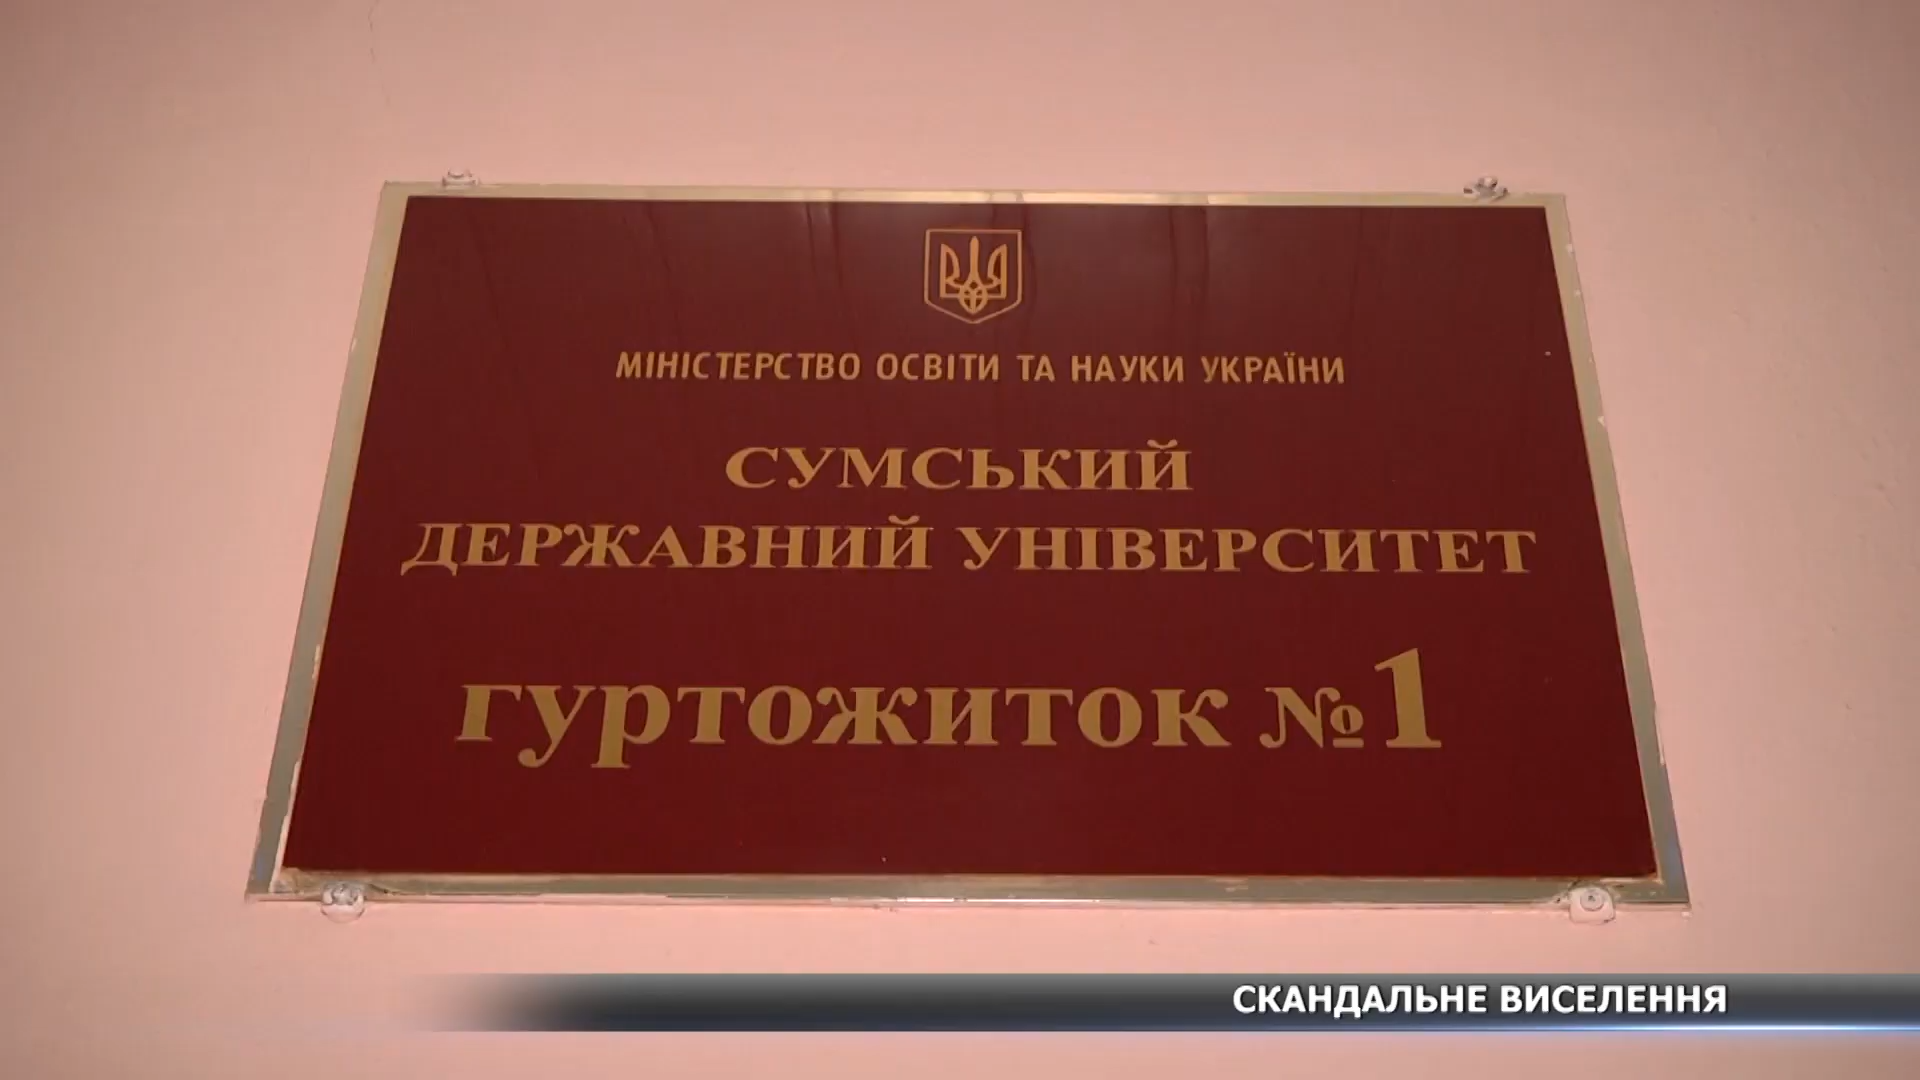 МІНІСТЕРСТВО ОСВІТИ ТА НАУКИ УКРАЇНИ
СУМСЬКИЙ
ДЕРЖАВНИЙ УНІВЕРСИТЕТ
гуртожиток №1
СКАНДАЛЬНЕ ВИСЕЛЕННЯ